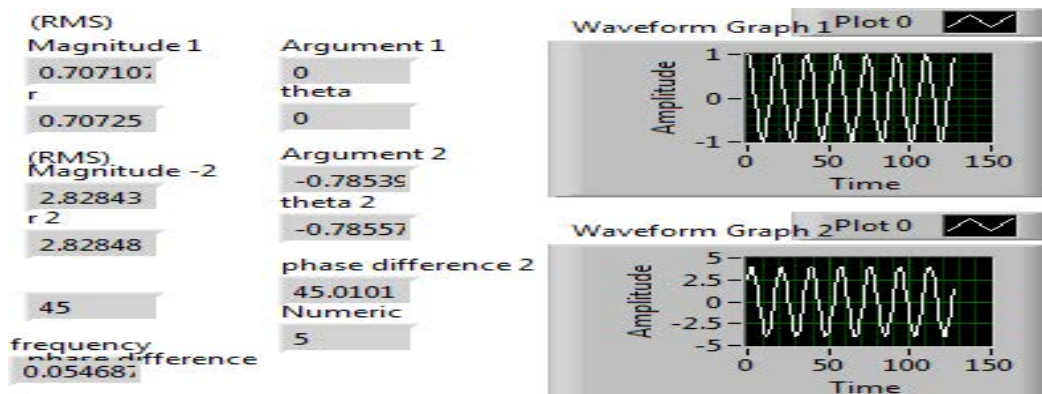 (RMS)
Magnitude 1
0.707107
r
0.70725
(RMS)
Magnitude -2
2.82843
r 2
2.82848
45
frequency
phase difference
0.054687
Argument 1
0
theta
0
Argument 2
-0.78539
theta 2
-0.78557
phase difference 2
45.0101
Numeric
5
Waveform Graph 1
Plot 0
Amplitude
1
0
-1
0 50 100 150
Time
Waveform Graph 2
Plot 0
Amplitude
5
2.5
0
-2.5
-5
0 50 100 150
Time